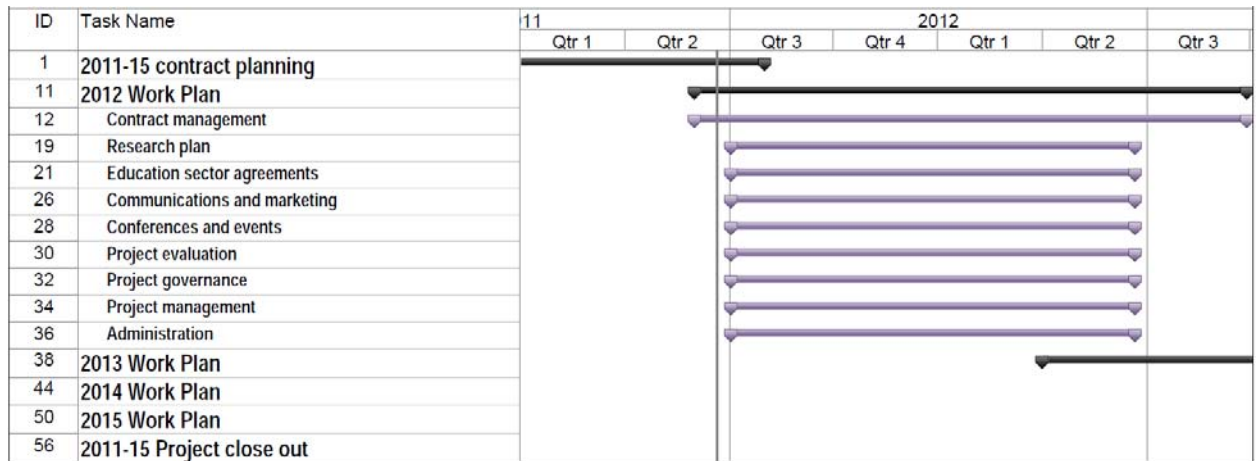 ID Task Name 11 2012
Qtr 1 Qtr 2 Qtr 3 Qtr 4 Qtr 1 Qtr 2 Qtr 3
1 2011-15 contract planning
11 2012 Work Plan
12 Contract management
19 Research plan
21 Education sector agreements
26 Communications and marketing
28 Conferences and events
30 Project evaluation
32 Project governance
34 Project management
36 Administration
38 2013 Work Plan
44 2014 Work Plan
50 2015 Work Plan
56 2011-15 Project close out